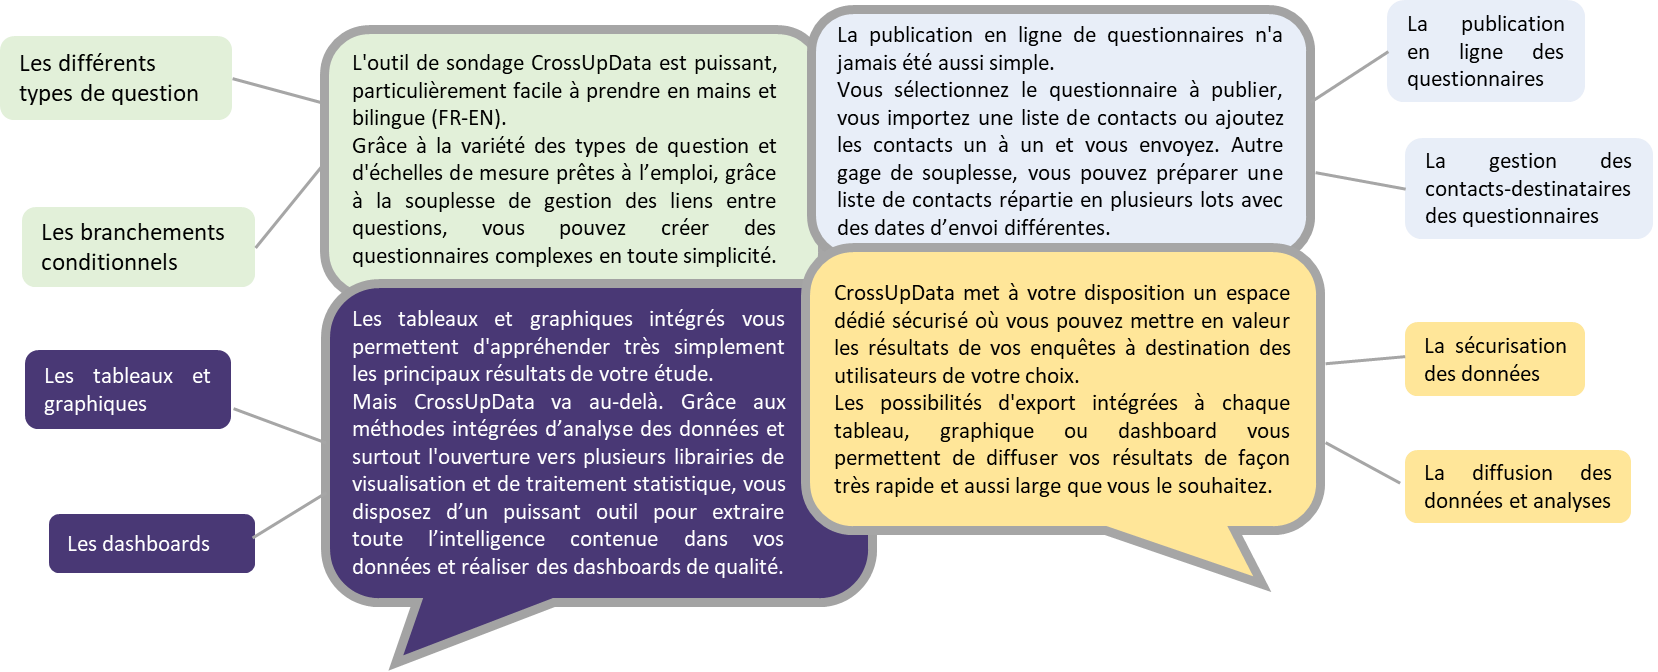 Les différents
types de question
Les branchements
conditionnels
L'outil de sondage CrossUpData est puissant,
particulièrement facile à prendre en mains et
bilingue (FR-EN).
Grâce à la variété des types de question et
d'échelles de mesure prêtes à l’emploi, grâce
à la souplesse de gestion des liens entre
questions, vous pouvez créer des
questionnaires complexes en toute simplicité.
La publication en ligne de questionnaires n'a
jamais été aussi simple.
Vous sélectionnez le questionnaire à publier,
vous importez une liste de contacts ou ajoutez
les contacts un à un et vous envoyez. Autre
gage de souplesse, vous pouvez préparer une
liste de contacts répartie en plusieurs lots avec
des dates d’envoi différentes.
La publication
en ligne des
questionnaires
La gestion des
contacts-destinataires
des questionnaires
Les tableaux et
graphiques
Les dashboards
Les tableaux et graphiques intégrés vous
permettent d'appréhender très simplement
les principaux résultats de votre étude.
Mais CrossUpData va au-delà. Grâce aux
méthodes intégrées d’analyse des données et
surtout l'ouverture vers plusieurs librairies de
visualisation et de traitement statistique, vous
disposez d’un puissant outil pour extraire
toute l’intelligence contenue dans vos
données et réaliser des dashboards de qualité.
CrossUpData met à votre disposition un espace
dédié sécurisé où vous pouvez mettre en valeur
les résultats de vos enquêtes à destination des
utilisateurs de votre choix.
Les possibilités d'export intégrées à chaque
tableau, graphique ou dashboard vous
permettent de diffuser vos résultats de façon
très rapide et aussi large que vous le souhaitez.
La sécurisation
des données
La diffusion des
données et analyses